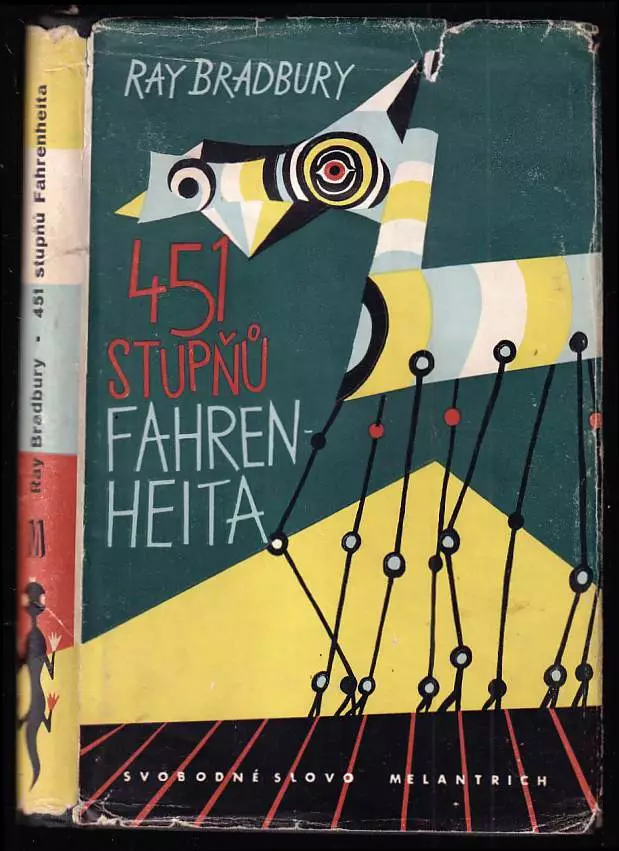 RAY BRADBURY
451
STUPŇŮ
FAHREN-
HEITA
SVOBODNÉ SLOVO MELANTRICH
Ray Bradbury - 451 stupňů Fahrenheita